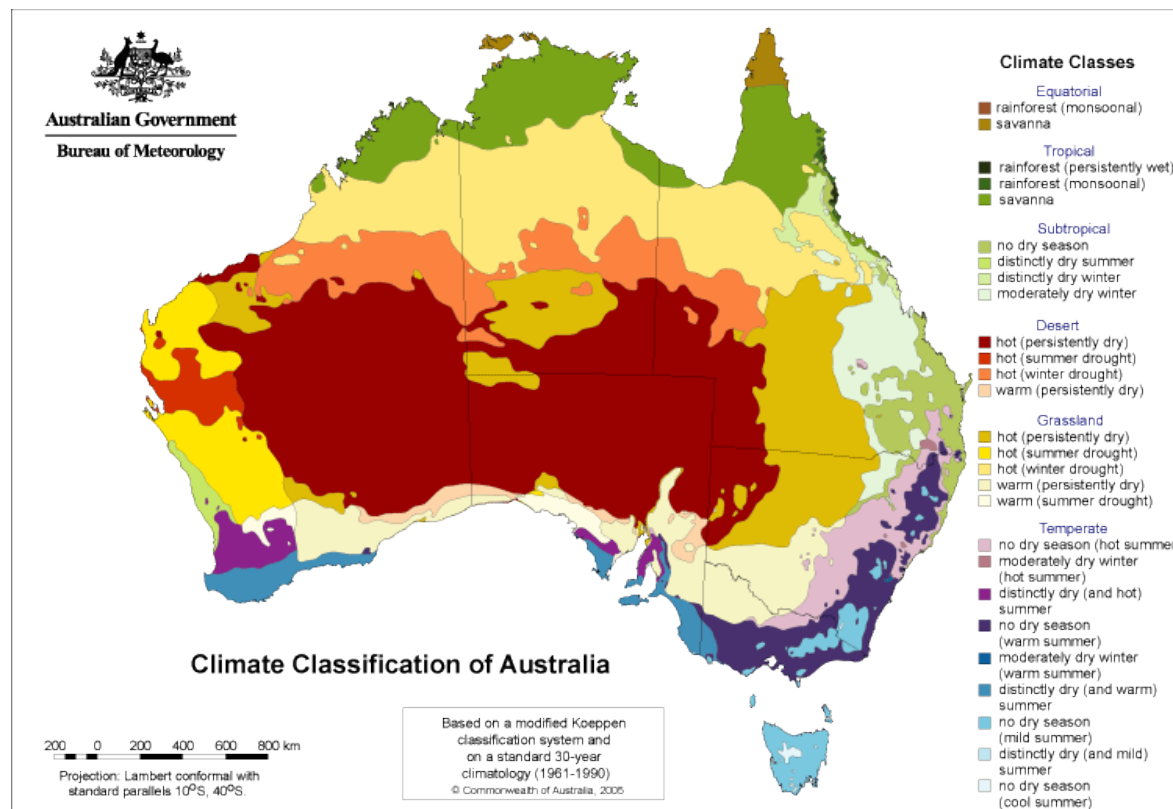 Australian Government
Bureau of Meteorology
Climate Classes
Equatorial
rainforest (monsoonal)
savanna
Tropical
rainforest (persistently wet)
rainforest (monsoonal)
savanna
Subtropical
no dry season
distinctly dry summer
distinctly dry winter
moderately dry winter
Desert
hot (persistently dry)
hot (summer drought)
hot (winter drought)
warm (persistently dry)
Grassland
hot (persistently dry)
hot (summer drought)
hot (winter drought)
warm (persistently dry)
warm (summer drought)
Temperate
no dry season (hot summer
moderately dry winter
(hot summer)
distinctly dry (and hot)
summer
no dry season
(warm summer)
moderately dry winter
(warm summer)
distinctly dry (and warm)
summer
no dry season
(mild summer)
distinctly dry (and mild)
summer
no dry season
(cool summer)
Climate Classification of Australia
200 0 200 400 600 800 km
Projection: Lambert conformal with
standard parallels 10ºS, 40ºS.
Based on a modified Koeppen
classification system and
on a standard 30-year
climatology (1961-1990)
© Commonwealth of Australia, 2005